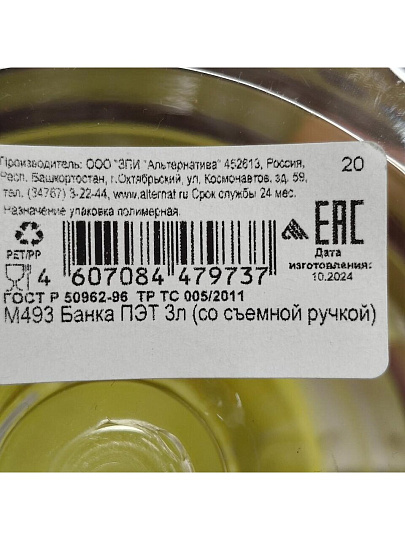 Производитель: ООО "ЗПИ "Альтернатива" 452613, Россия,
Респ. Башкортостан, г.Октябрьский, ул. Космонавтов, зд. 59,
тел. (34767) 3-22-44, www.alternat.ru Срок службы 24 мес.
Назначение упаковка полимерная.
20
PET/PP
EAC
Дата
изготовления:
10.2024
4 607084 479737
ГОСТ Р 50962-96 ТР ТС 005/2011
М493 Банка ПЭТ 3л (со съемной ручкой)